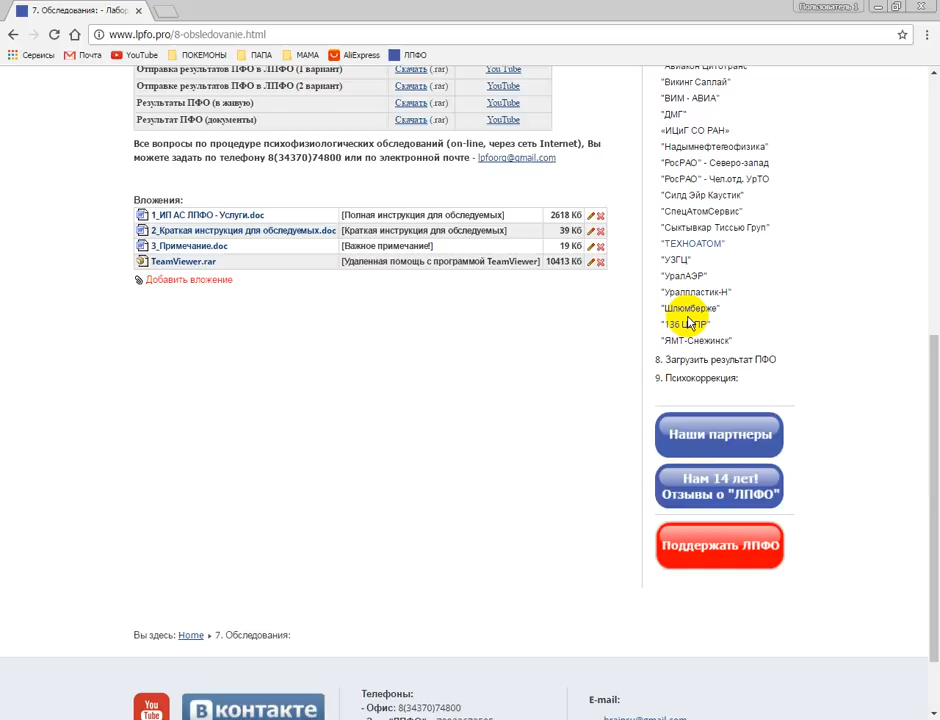 7. Обследования: - Лабор
Пользователь 1
www.lpfo.pro/8-obsledovanie.html
Сервисы Почта YouTube ПОКЕМОНЫ ПАПА МАМА AliExpress ЛПФО
Отправка результатов ПФО в ЛПФО (1 вариант) Скачать (.rar) You Tube
Отправка результатов ПФО в ЛПФО (2 вариант) Скачать (.rar) YouTube
Результаты ПФО (в живую) Скачать (.rar) YouTube
Результат ПФО (документы) Скачать (.rar) YouTube
Все вопросы по процедуре психофизиологических обследований (on-line, через сеть Internet), Вы
можете задать по телефону 8(34370)74800 или по электронной почте - lpfoorg@gmail.com
Вложения:
1_ИП АС ЛПФО - Услуги.doc [Полная инструкция для обследуемых] 2618 Кб
2_Краткая инструкция для обследуемых.doc [Краткая инструкция для обследуемых] 39 Кб
3_Примечание.doc [Важное примечание!] 19 Кб
TeamViewer.rar [Удаленная помощь с программой TeamViewer] 10413 Кб
Добавить вложение
"Викинг Саплай"
"ВИМ - АВИА"
"ДМГ"
«ИЦиГ СО РАН»
"Надымнефтегеофизика"
"РосРАО" - Северо-запад
"РосРАО" - Чел.отд. УрТО
"Силд Эйр Каустик"
"СпецАтомСервис"
"Сыктывкар Тиссью Груп"
"ТЕХНОАТОМ"
"УЗГЦ"
"УралАЭР"
"Уралпластик-Н"
"Шлюмберже"
"136
"ЯМТ-Снежинск"
8. Загрузить результат ПФО
9. Психокоррекция:
Наши партнеры
Нам 14 лет!
Отзывы о "ЛПФО"
Поддержать ЛПФО
Вы здесь: Home 7. Обследования:
You
Tube
В контакте
Телефоны:
- Офис: 8(34370)74800
E-mail: